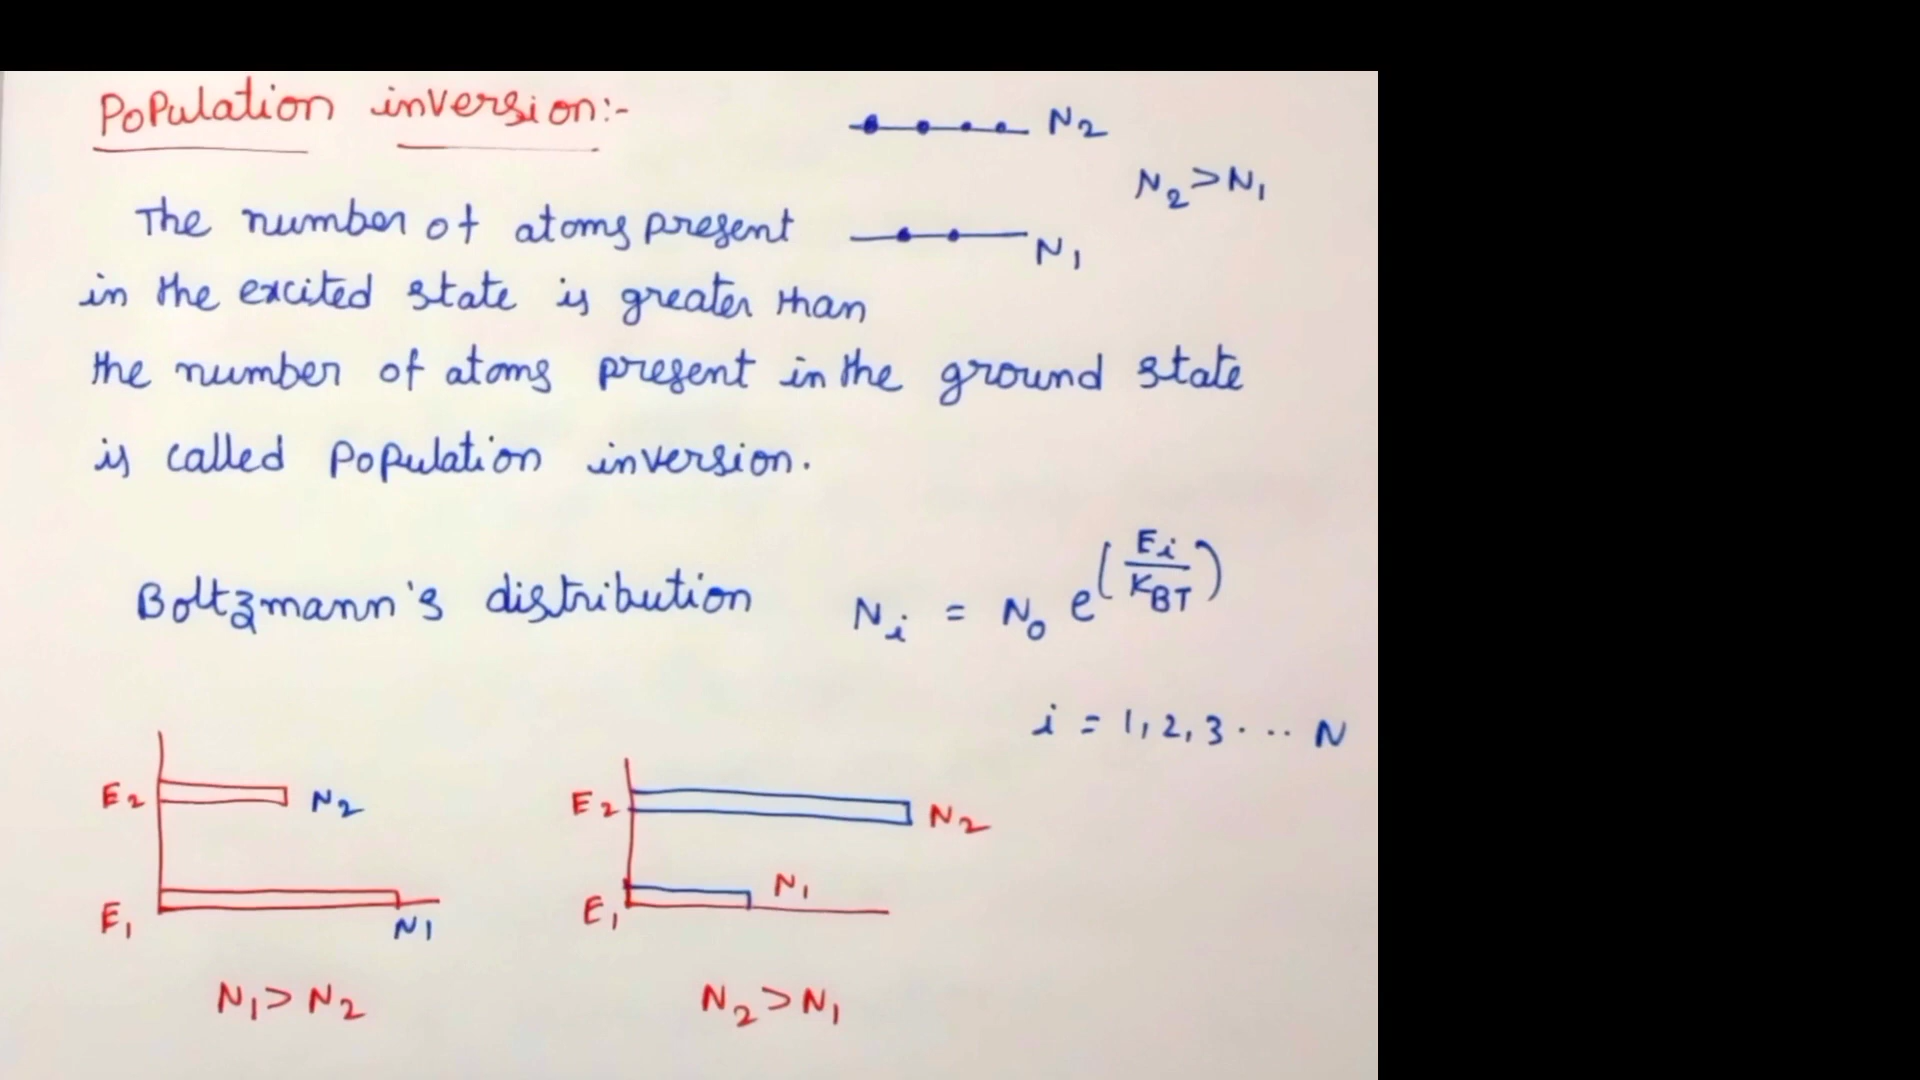 Population inversion:-
N2
N2 > N1
The number of atoms present
N1
in the excited state is greater than
the number of atoms present in the ground state
is called Population inversion.
Boltzmann's distribution Ni = N0 e^(Ei/KBT)
i = 1, 2, 3 . . . . N
E2 N2
E1 N1
N1 > N2
E2 N2
E1 N1
N2 > N1